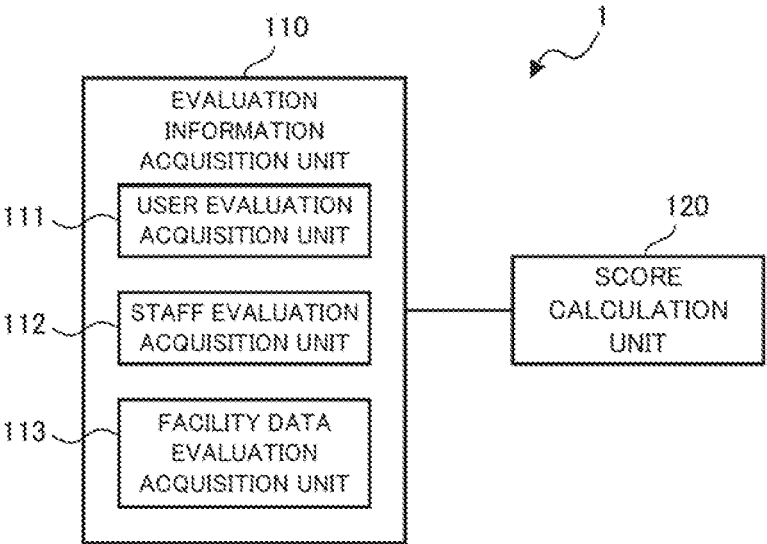 110
1
EVALUATION
INFORMATION
ACQUISITION UNIT
111
USER EVALUATION
ACQUISITION UNIT
112
STAFF EVALUATION
ACQUISITION UNIT
113
FACILITY DATA
EVALUATION
ACQUISITION UNIT
120
SCORE
CALCULATION
UNIT